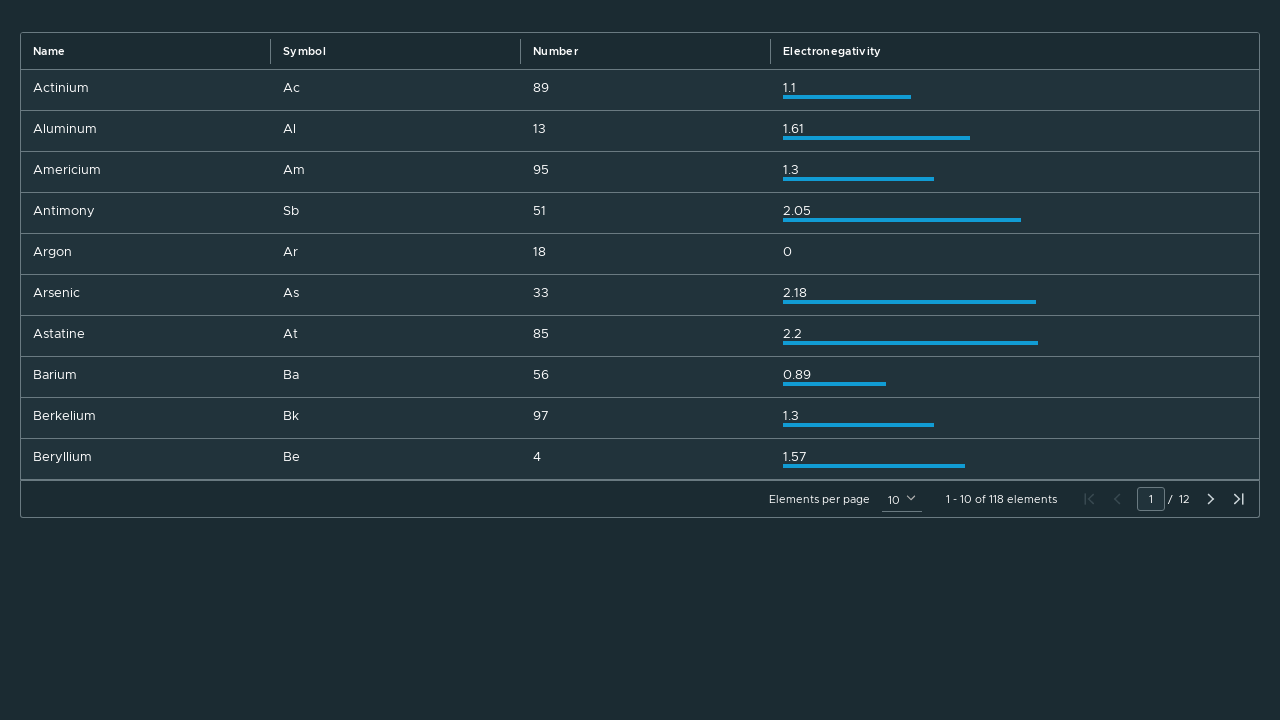 Name Symbol Number Electronegativity
Actinium Ac 89 1.1
Aluminum Al 13 1.61
Americium Am 95 1.3
Antimony Sb 51 2.05
Argon Ar 18 0
Arsenic As 33 2.18
Astatine At 85 2.2
Barium Ba 56 0.89
Berkelium Bk 97 1.3
Beryllium Be 4 1.57
Elements per page 10 1 - 10 of 118 elements 1 / 12